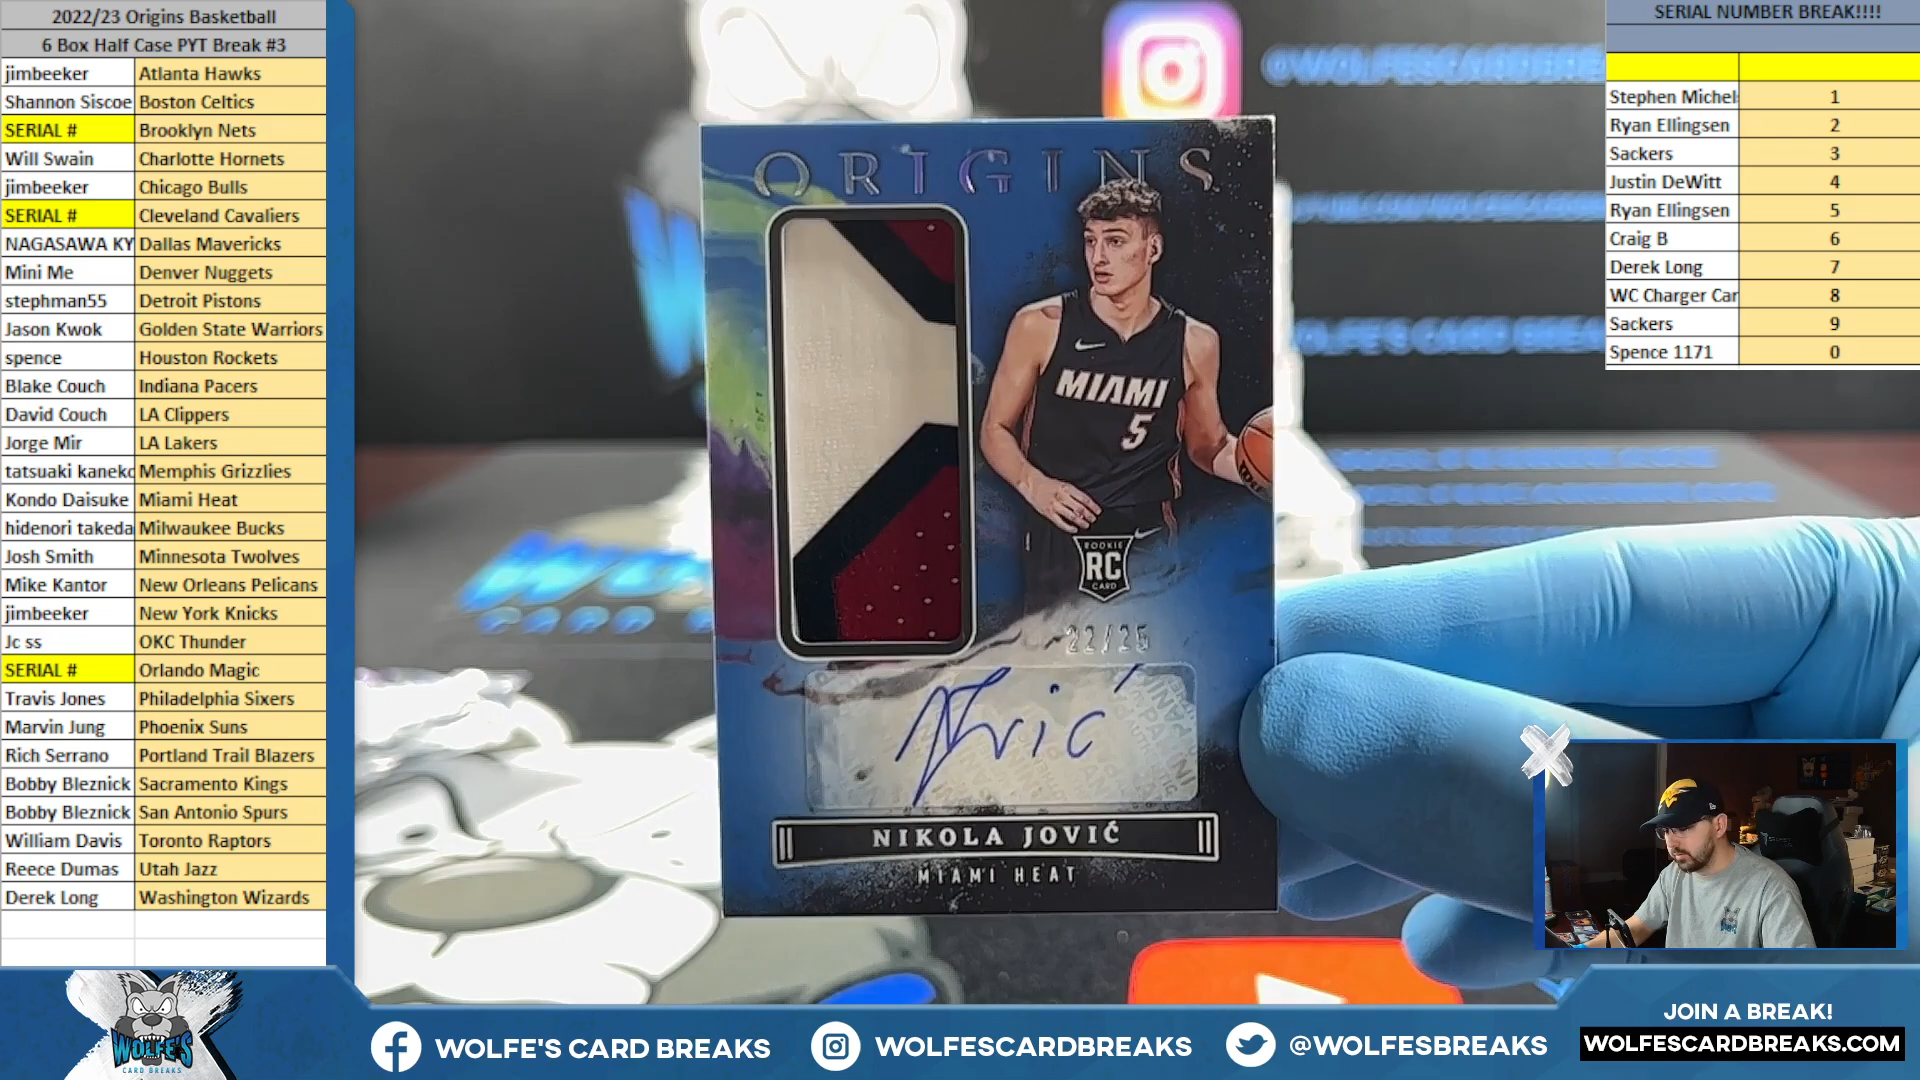 2022/23 Origins Basketball
6 Box Half Case PYT Break #3
jimbeeker Atlanta Hawks
Shannon Siscoe Boston Celtics
SERIAL # Brooklyn Nets
Will Swain Charlotte Hornets
jimbeeker Chicago Bulls
SERIAL # Cleveland Cavaliers
NAGASAWA KY Dallas Mavericks
Mini Me Denver Nuggets
stephman55 Detroit Pistons
Jason Kwok Golden State Warriors
spence Houston Rockets
Blake Couch Indiana Pacers
David Couch LA Clippers
Jorge Mir LA Lakers
tatsuaki kaneko Memphis Grizzlies
Kondo Daisuke Miami Heat
hidenori takeda Milwaukee Bucks
Josh Smith Minnesota Twolves
Mike Kantor New Orleans Pelicans
jimbeeker New York Knicks
Jc ss OKC Thunder
SERIAL # Orlando Magic
Travis Jones Philadelphia Sixers
Marvin Jung Phoenix Suns
Rich Serrano Portland Trail Blazers
Bobby Bleznick Sacramento Kings
Bobby Bleznick San Antonio Spurs
William Davis Toronto Raptors
Reece Dumas Utah Jazz
Derek Long Washington Wizards
ORIGINS
MIAMI
5
ROOKIE
RC
CARD
22/25
Jović
NIKOLA JOVIĆ
MIAMI HEAT
@WOLFESCARDBREAKS
SERIAL NUMBER BREAK!!!!
Stephen Michel 1
Ryan Ellingsen 2
Sackers 3
Justin DeWitt 4
Ryan Ellingsen 5
Craig B 6
Derek Long 7
WC Charger Car 8
Sackers 9
Spence 1171 0
WOLFE'S
CARD BREAKS
WOLFE'S CARD BREAKS
WOLFESCARDBREAKS
@WOLFESBREAKS
JOIN A BREAK!
WOLFESCARDBREAKS.COM